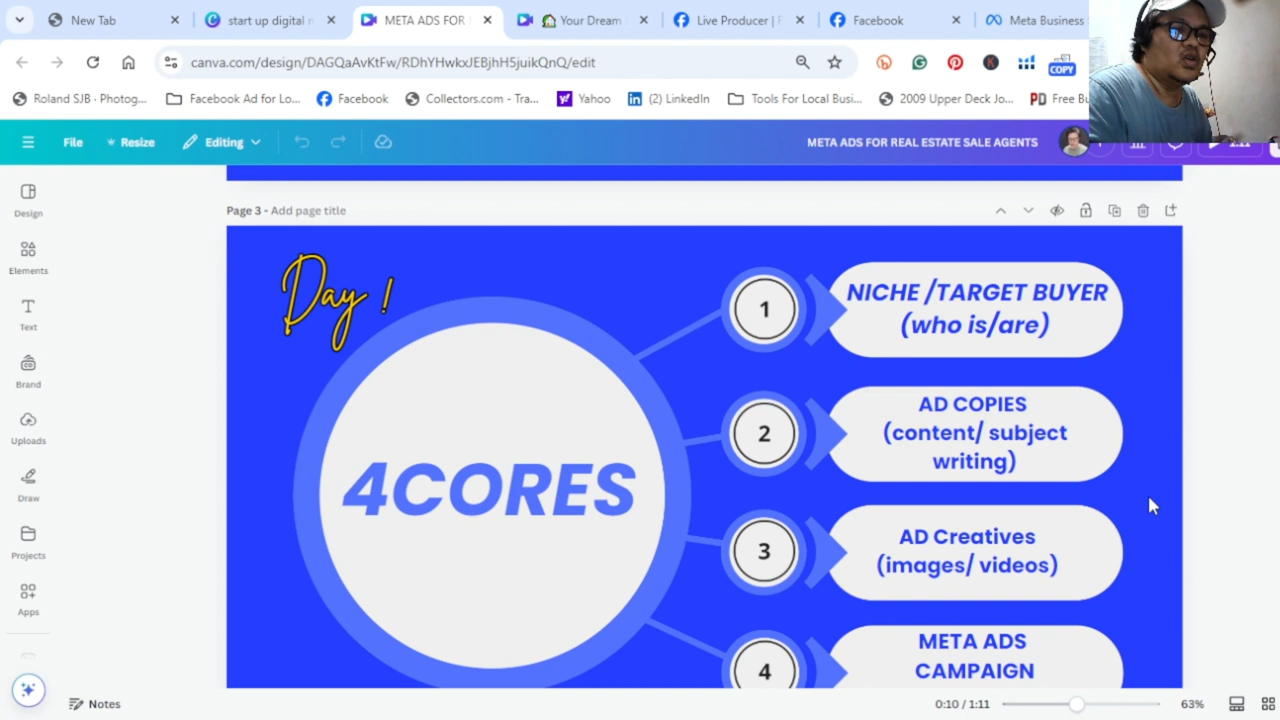 New Tab
start up digital
META ADS FOR
Your Dream
Live Producer |
Facebook
Meta Business
canva.com/design/DAGQaAvKtFw/RDhYHwkxJEBjhH5juikQnQ/edit
COPY
Roland SJB · Photog...
Facebook Ad for Lo...
Facebook
Collectors.com - Tra...
Yahoo
(2) LinkedIn
Tools For Local Busi...
2009 Upper Deck Jo...
Free Bu
File
Resize
Editing
META ADS FOR REAL ESTATE SALE AGENTS
Design
Elements
Text
Brand
Uploads
Draw
Projects
Apps
Page 3 - Add page title
Day !
4CORES
1
NICHE /TARGET BUYER
(who is/are)
2
AD COPIES
(content/ subject
writing)
3
AD Creatives
(images/ videos)
4
META ADS
CAMPAIGN
Notes
0:10 / 1:11
63%